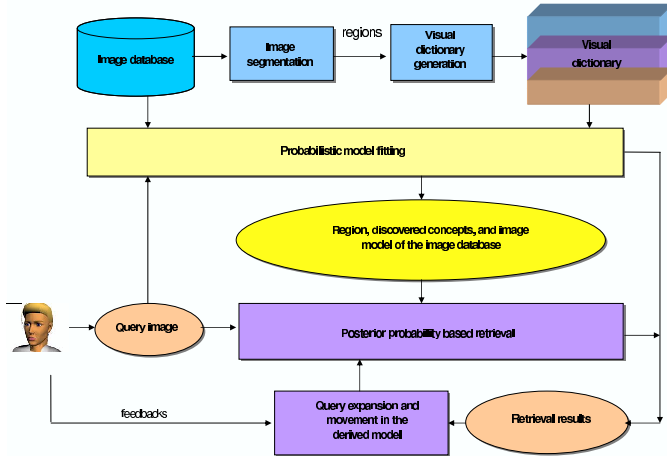 Image database
Image
segmentation
regions
Visual
dictionary
generation
Visual
dictionary
Probabilistic model fitting
Region, discovered concepts, and image
model of the image database
Query image
Posterior probability based retrieval
feedbacks
Query expansion and
movement in the
derived model
Retrieval results